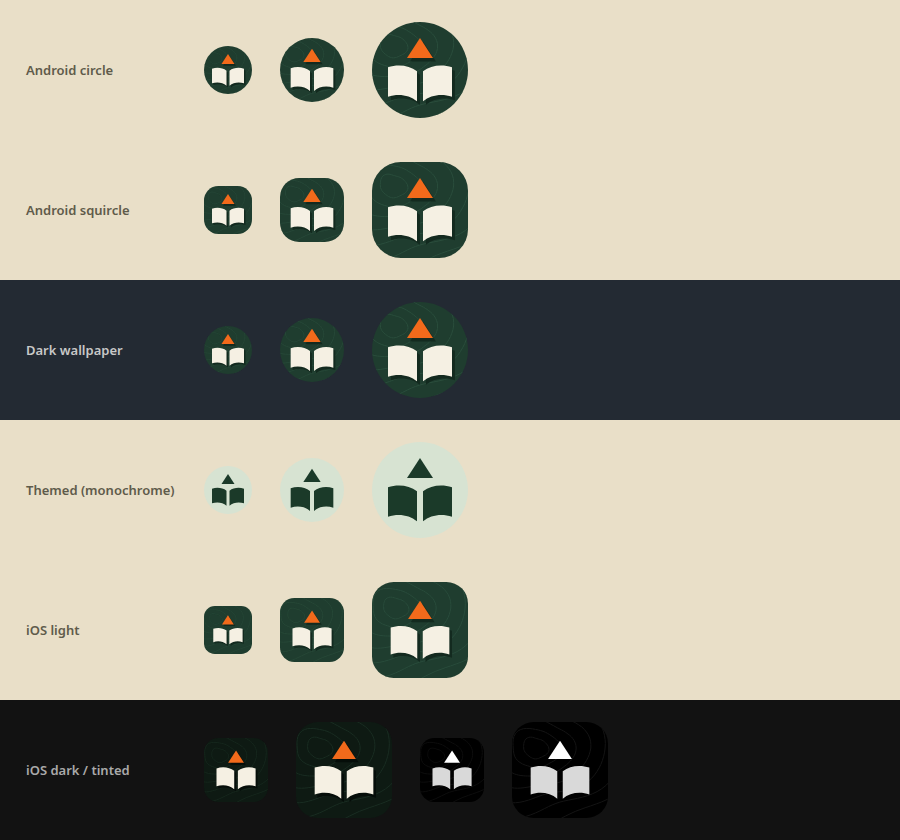 Android circle
Android squircle
Dark wallpaper
Themed (monochrome)
iOS light
iOS dark / tinted